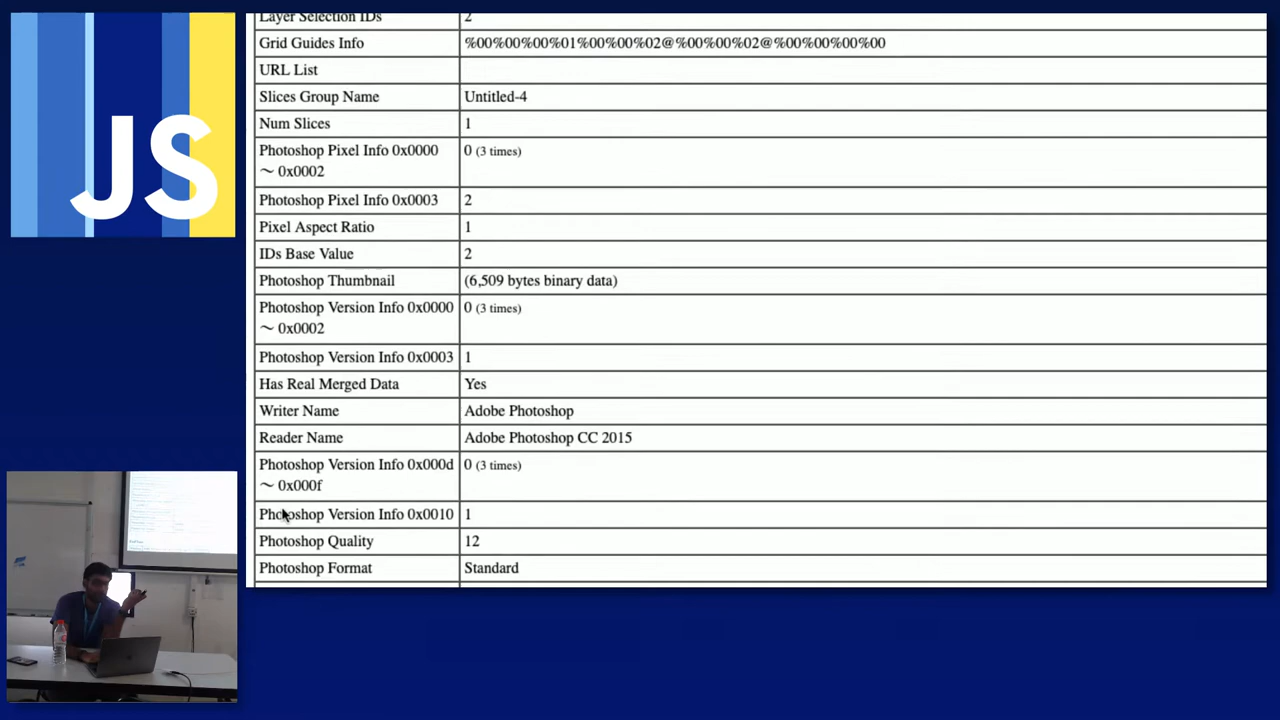 JS
Layer Selection IDs 2
Grid Guides Info %00%00%00%01%00%00%02@%00%00%02@%00%00%00%00%00
URL List
Slices Group Name Untitled-4
Num Slices 1
Photoshop Pixel Info 0x0000 0 (3 times)
～ 0x0002
Photoshop Pixel Info 0x0003 2
Pixel Aspect Ratio 1
IDs Base Value 2
Photoshop Thumbnail (6,509 bytes binary data)
Photoshop Version Info 0x0000 0 (3 times)
～ 0x0002
Photoshop Version Info 0x0003 1
Has Real Merged Data Yes
Writer Name Adobe Photoshop
Reader Name Adobe Photoshop CC 2015
Photoshop Version Info 0x000d 0 (3 times)
～ 0x000f
Photoshop Version Info 0x0010 1
Photoshop Quality 12
Photoshop Format Standard